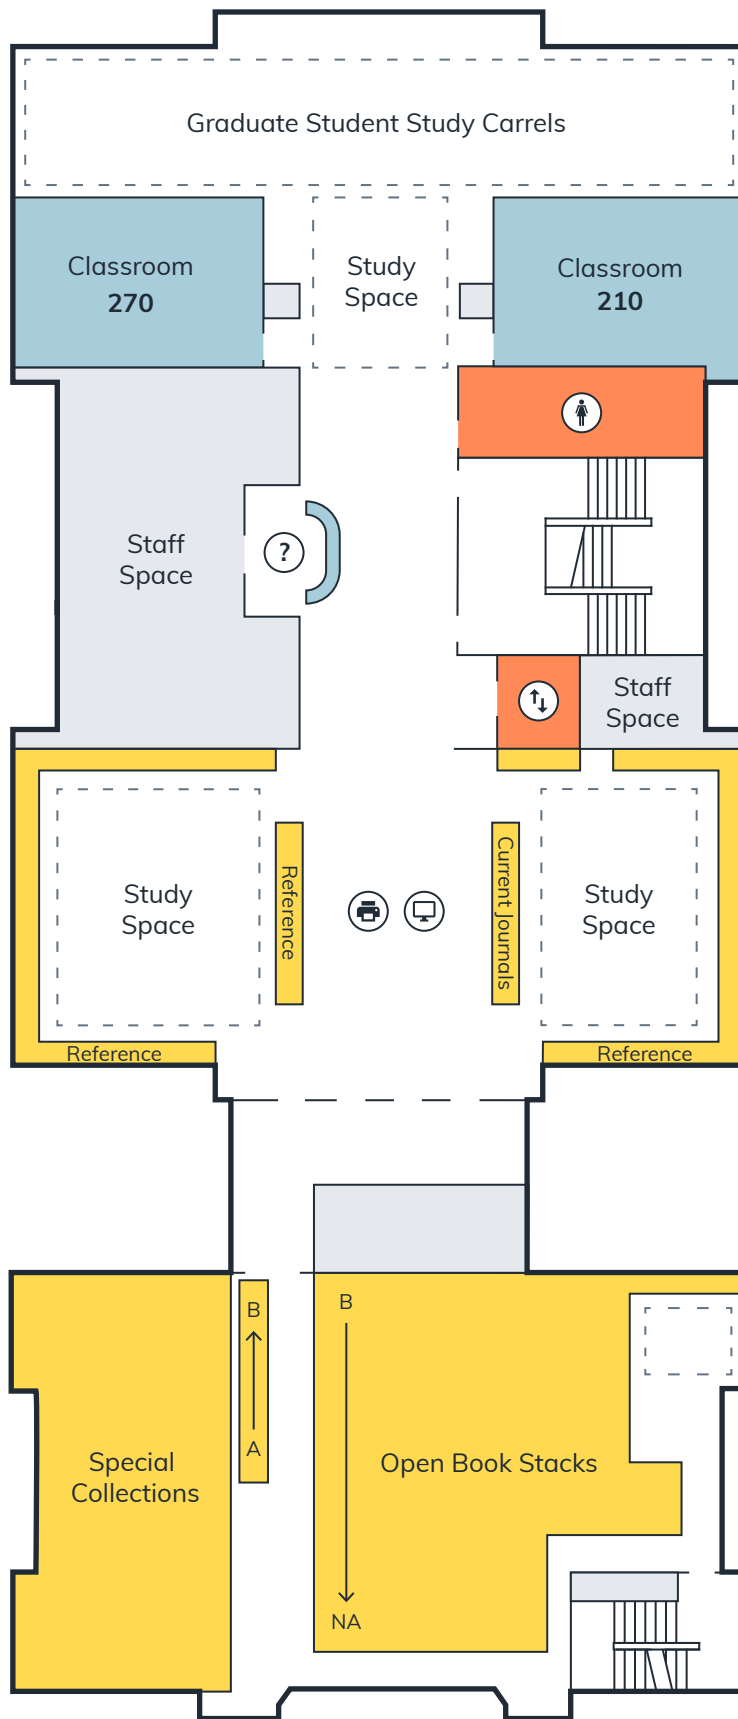 Graduate Student Study Carrels
Classroom
270
Study
Space
Classroom
210
Staff
Space
?
Staff
Space
Study
Space
Reference
Current Journals
Study
Space
Reference
Reference
B
A
B
NA
Special
Collections
Open Book Stacks